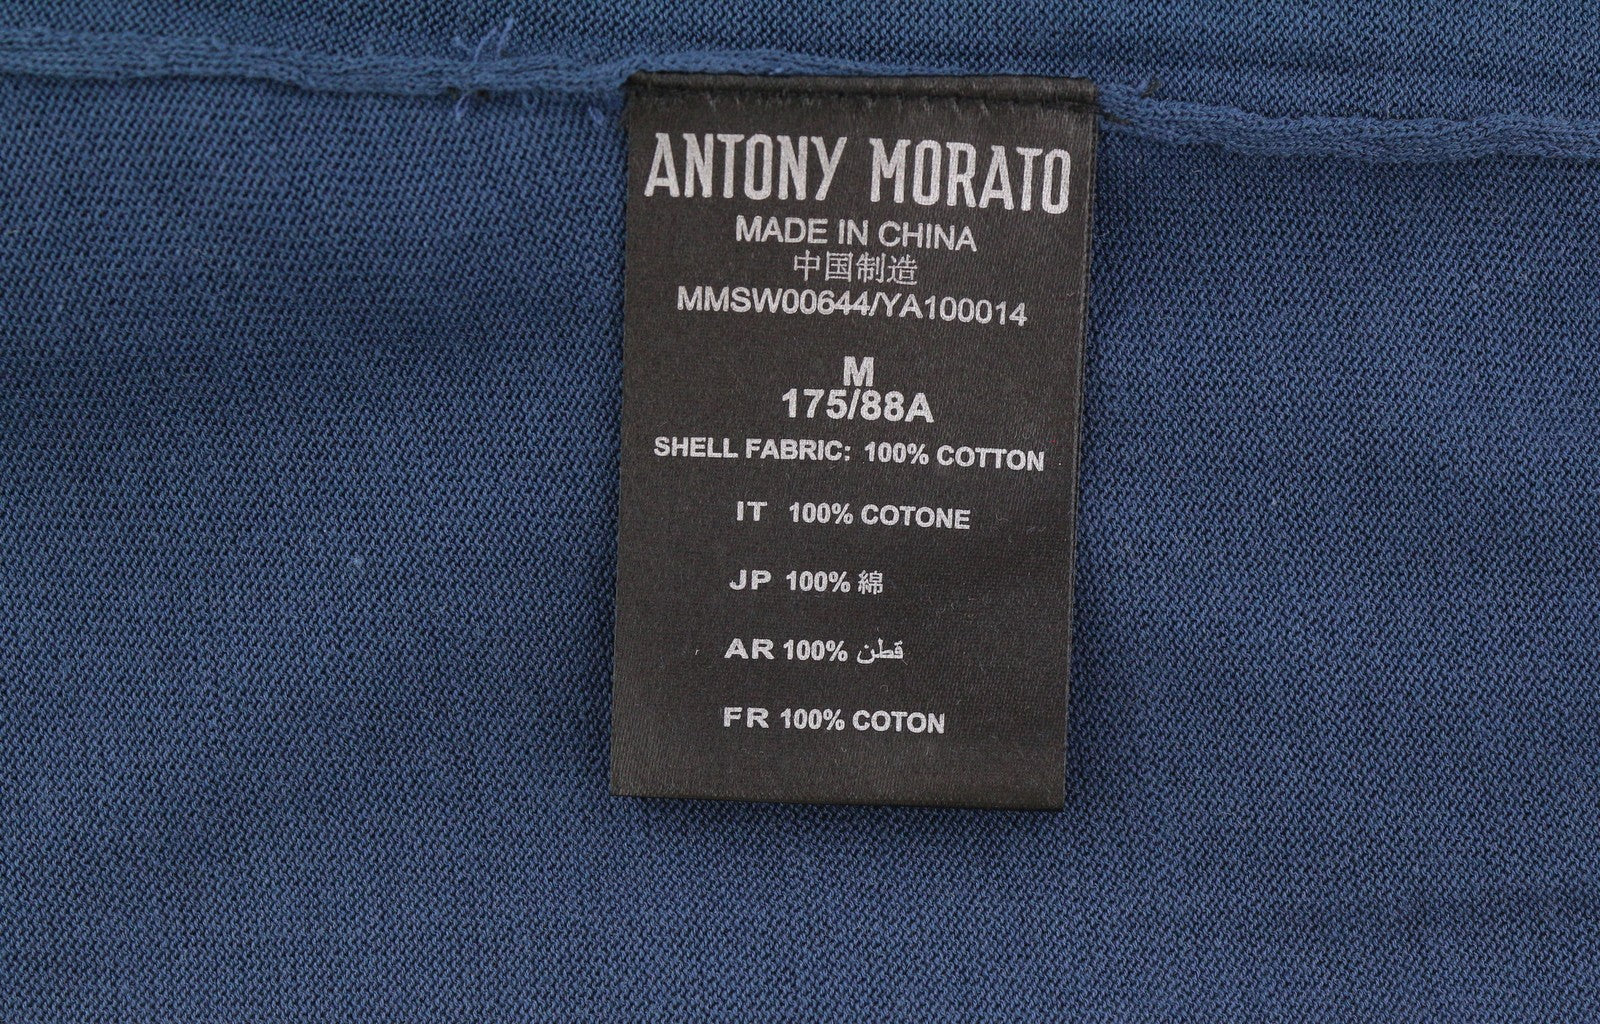 ANTONY MORATO
MADE IN CHINA
中国制造
MMSW00644/YA100014
M
175/88A
SHELL FABRIC: 100% COTTON
IT 100% COTONE
JP 100% 綿
AR 100% قطن
FR 100% COTON